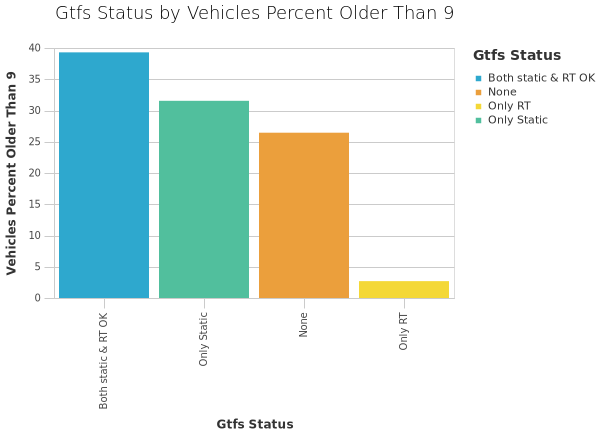 Gtfs Status by Vehicles Percent Older Than 9
Vehicles Percent Older Than 9
40
35
30
25
20
15
10
5
0
Both static & RT OK
Only Static
None
Only RT
Gtfs Status
Gtfs Status
Both static & RT OK
None
Only RT
Only Static